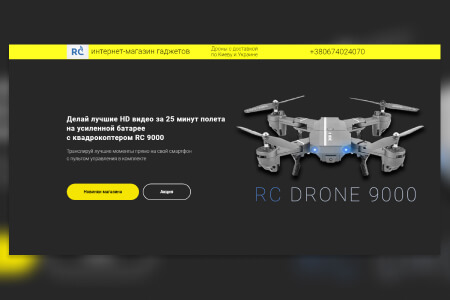 RC интернет-магазин гаджетов
Дроны с доставкой
по Киеву и Украине
+380674024070
Делай лучшие HD видео за 25 минут полета
на усиленной батарее
с квадрокоптером RC 9000
Транслируй лучшие моменты прямо на свой смартфон
с пультом управления в комплекте
Новинки магазина
Акции
RC DRONE 9000